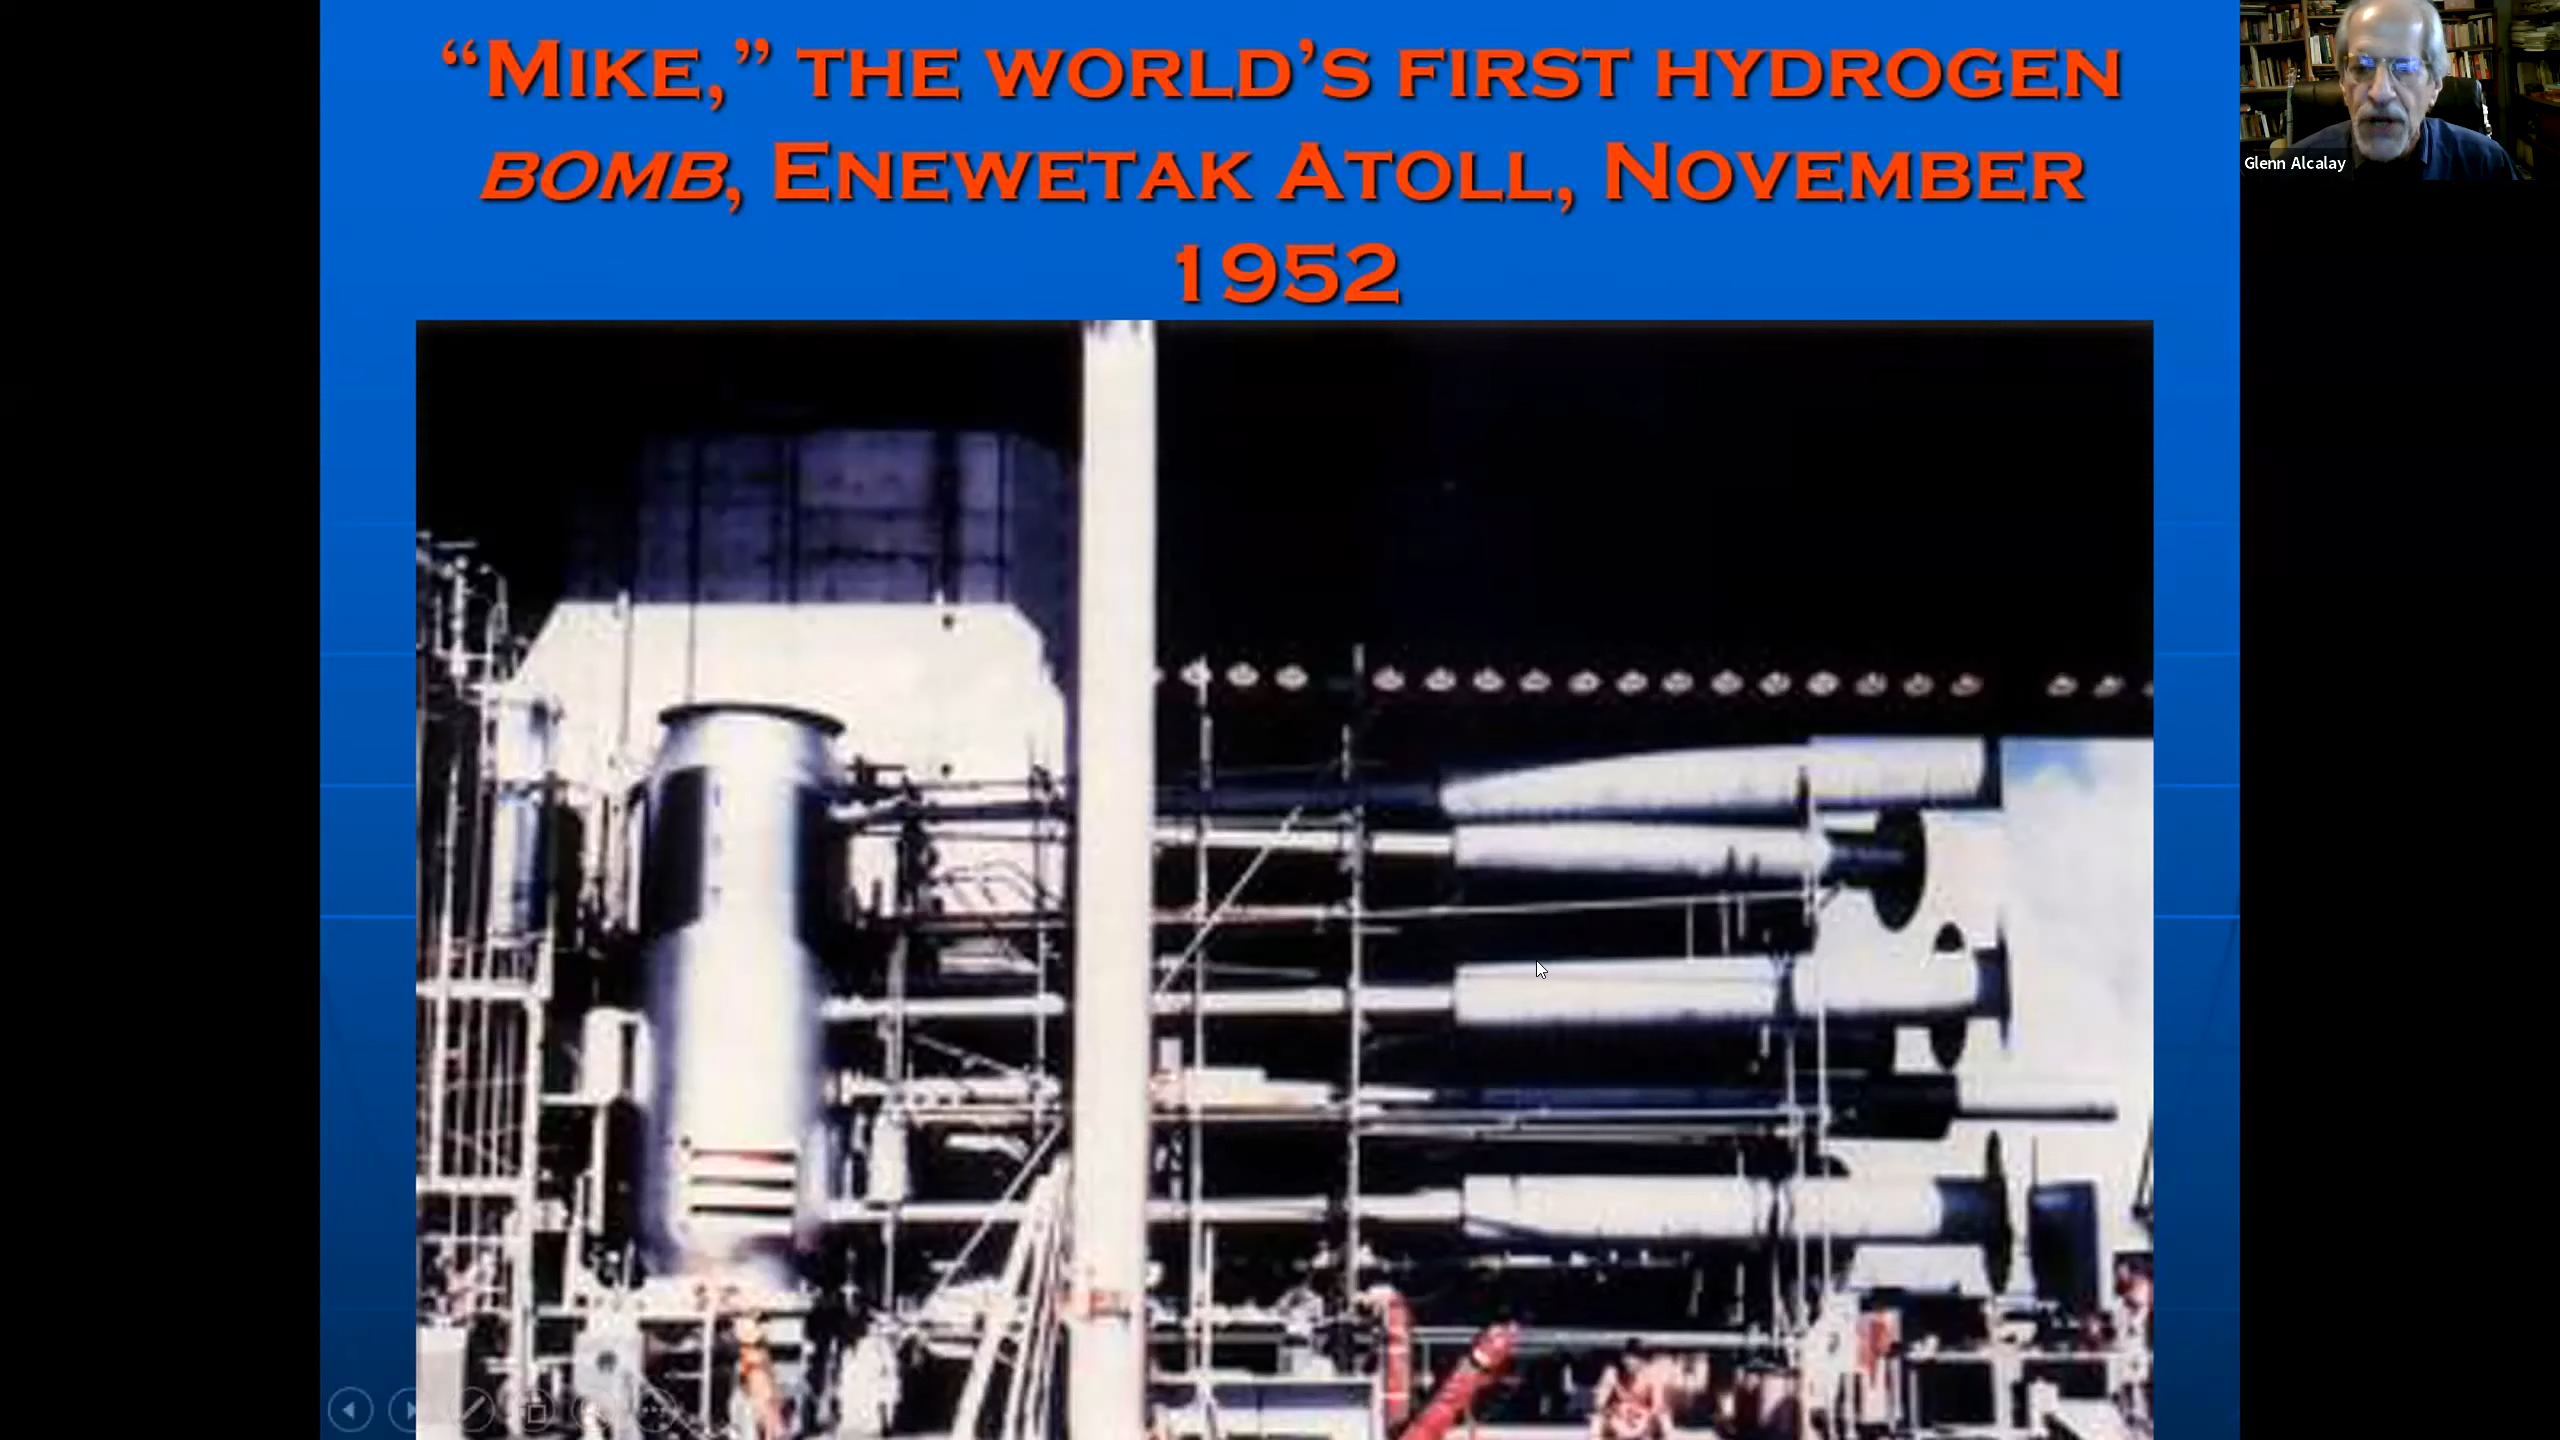 “Mike,” the world’s first hydrogen
bomb, Enewetak Atoll, November
1952
Glenn Alcalay